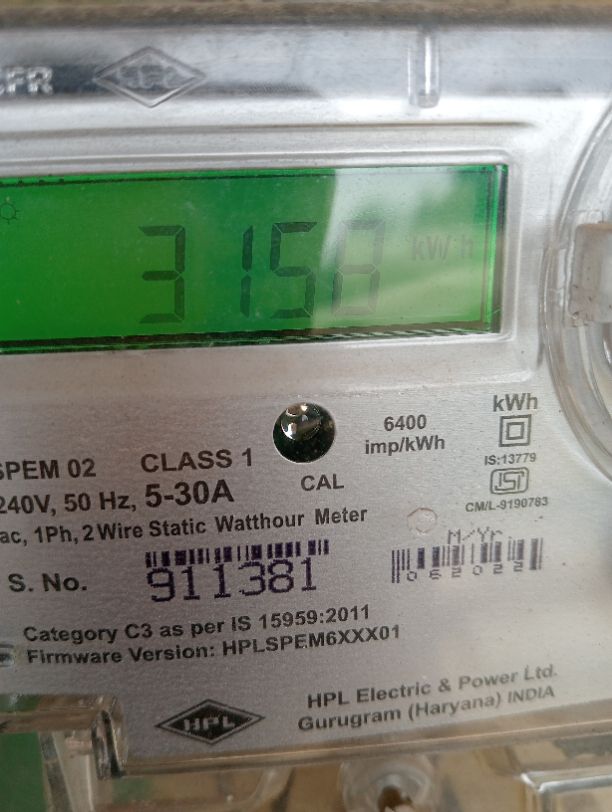 3158 kWh
kWh
6400
imp/kWh
IS:13779
SPEM 02 CLASS 1
CAL
ISI
CM/L-9190783
240V, 50 Hz, 5-30A
ac, 1Ph, 2 Wire Static Watthour Meter
M/Yr.
S. No. 911381
062022
Category C3 as per IS 15959:2011
Firmware Version: HPLSPEM6XXX01
HPL
HPL Electric & Power Ltd.
Gurugram (Haryana) INDIA